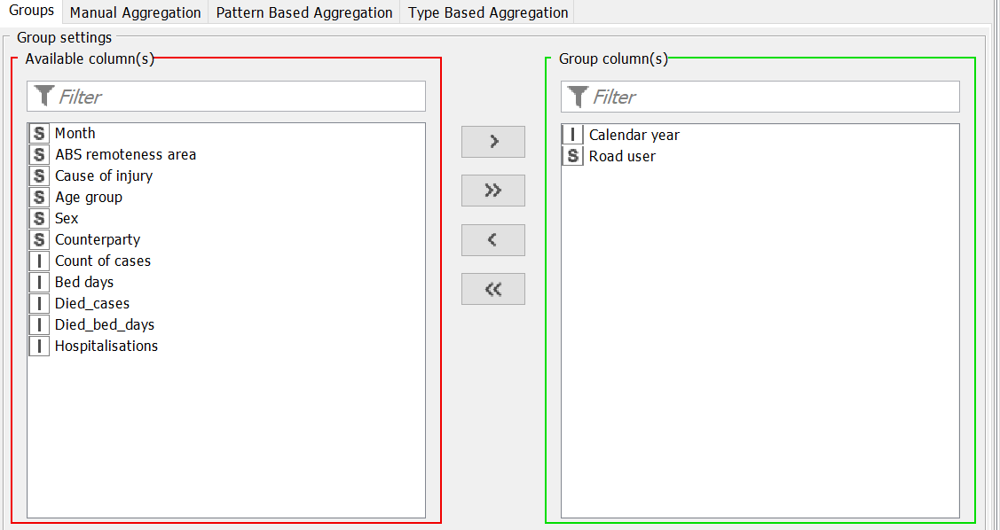 Groups Manual Aggregation Pattern Based Aggregation Type Based Aggregation
Group settings
Available column(s)
Filter
S Month
S ABS remoteness area
S Cause of injury
S Age group
S Sex
S Counterparty
I Count of cases
I Bed days
I Died_cases
I Died_bed_days
I Hospitalisations
>
>>
<
<<
Group column(s)
Filter
I Calendar year
S Road user